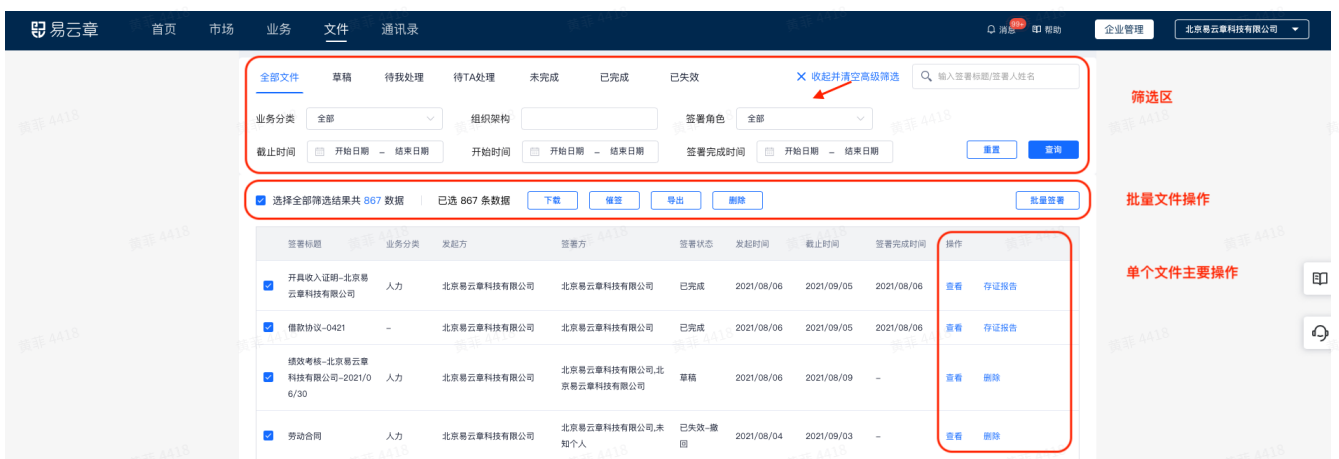 易云章 首页 市场 业务 文件 通讯录 消息 99+ 帮助 企业管理 北京易云章科技有限公司
全部文件 草稿 待我处理 待TA处理 未完成 已完成 已失效 收起并清空高级筛选 输入签署标题/签署人姓名
筛选区
业务分类 全部 组织架构 签署角色 全部
截止时间 开始日期 – 结束日期 开始时间 开始日期 – 结束日期 签署完成时间 开始日期 – 结束日期 重置 查询
选择全部筛选结果共 867 数据 已选 867 条数据 下载 催签 导出 删除 批量签署
批量文件操作
签署标题 业务分类 发起方 签署方 签署状态 发起时间 截止时间 签署完成时间 操作
单个文件主要操作
开具收入证明–北京易
云章科技有限公司 人力 北京易云章科技有限公司 北京易云章科技有限公司 已完成 2021/08/06 2021/09/05 2021/08/06 查看 存证报告
借款协议–0421 – 北京易云章科技有限公司 北京易云章科技有限公司 已完成 2021/08/06 2021/09/05 2021/08/06 查看 存证报告
绩效考核–北京易云章
科技有限公司–2021/0 人力 北京易云章科技有限公司 北京易云章科技有限公司,北 草稿 2021/08/06 2021/08/09 – 查看 删除
6/30 京易云章科技有限公司
劳动合同 人力 北京易云章科技有限公司 北京易云章科技有限公司,未 已失效–撤 2021/08/04 2021/09/03 – 查看 删除
知个人 回
黄菲 4418